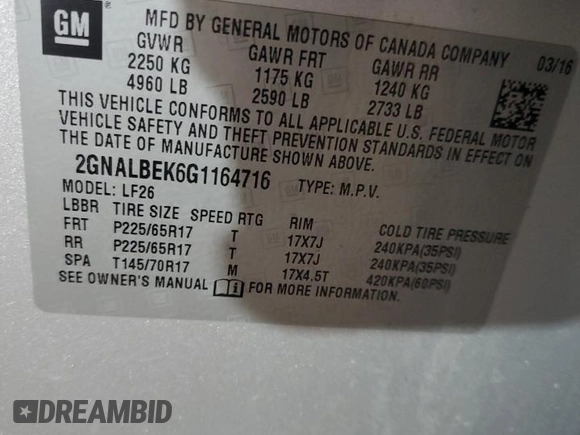 GM
MFD BY GENERAL MOTORS OF CANADA COMPANY
GVWR GAWR FRT GAWR RR 03/16
2250 KG 1175 KG 1240 KG
4960 LB 2590 LB 2733 LB
THIS VEHICLE CONFORMS TO ALL APPLICABLE U.S. FEDERAL MOTOR
VEHICLE SAFETY AND THEFT PREVENTION STANDARDS IN EFFECT ON
THE DATE OF MANUFACTURE SHOWN ABOVE.
2GNALBEK6G1164716 TYPE: M.P.V.
MODEL: LF26
LBBR TIRE SIZE SPEED RTG RIM COLD TIRE PRESSURE
FRT P225/65R17 T 17X7J 240KPA(35PSI)
RR P225/65R17 T 17X7J 240KPA(35PSI)
SPA T145/70R17 M 17X4.5T 420KPA(60PSI)
SEE OWNER'S MANUAL FOR MORE INFORMATION.
DREAMBID